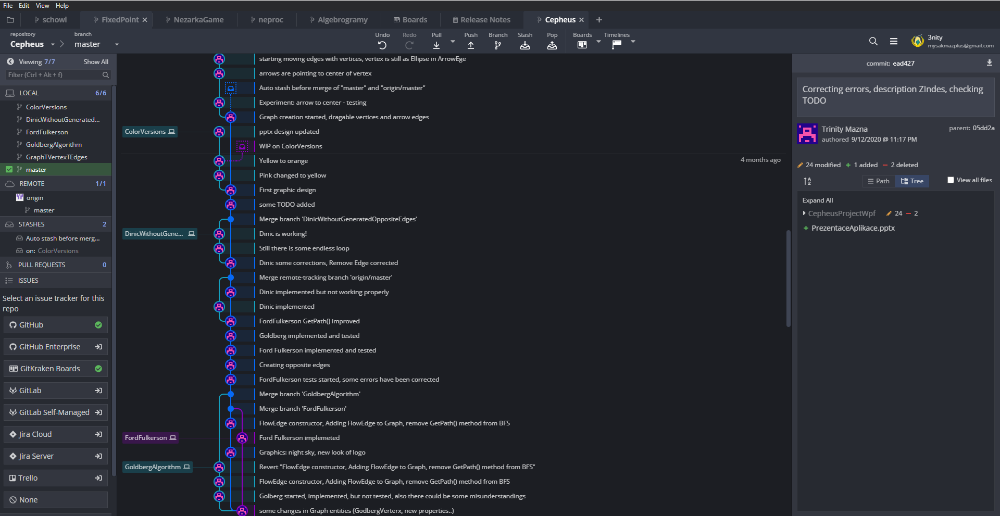 File Edit View Help
schowl FixedPoint NezarkaGame neproc Algebrogramy Boards Release Notes Cepheus
repository branch
Cepheus master
Undo Redo Pull Push Branch Stash Pop Boards Timelines
3nity
mysakmazplus@gmail.com
Viewing 7/7 Show All
Filter (Ctrl + Alt + f)
LOCAL 6/6
ColorVersions
DinicWithoutGenerated...
FordFulkerson
GoldbergAlgorithm
GraphTVertexTEdges
master
REMOTE 1/1
origin
master
STASHES 2
Auto stash before merg...
on: ColorVersions
PULL REQUESTS 0
ISSUES
Select an issue tracker for this
repo
GitHub
GitHub Enterprise
GitKraken Boards
GitLab
GitLab Self-Managed
Jira Cloud
Jira Server
Trello
None
starting moving edges with vertices, vertex is still as Ellipse in ArrowEge
arrows are pointing to center of vertex
Auto stash before merge of "master" and "origin/master"
Experiment: arrow to center - testing
Graph creation started, dragable vertices and arrow edges
ColorVersions pptx design updated
WIP on ColorVersions
Yellow to orange 4 months ago
Pink changed to yellow
First graphic design
some TODO added
Merge branch 'DinicWithoutGeneratedOppositeEdges'
DinicWithoutGene... Dinic is working!
Still there is some endless loop
Dinic some corrections, Remove Edge corrected
Merge remote-tracking branch 'origin/master'
Dinic implemented but not working properly
Dinic implemented
FordFulkerson GetPath() improved
Goldberg implemented and tested
Ford Fulkerson implemented and tested
Creating opposite edges
FordFulkerson tests started, some errors have been corrected
Merge branch 'GoldbergAlgorithm'
Merge branch 'FordFulkerson'
FlowEdge constructor, Adding FlowEdge to Graph, remove GetPath() method from BFS
FordFulkerson Ford Fulkerson implemeted
Graphics: night sky, new look of logo
GoldbergAlgorithm Revert "FlowEdge constructor, Adding FlowEdge to Graph, remove GetPath() method from BFS"
FlowEdge constructor, Adding FlowEdge to Graph, remove GetPath() method from BFS
Golberg started, implemented, but not tested, also there could be some misunderstandings
some changes in Graph entities (GodbergVerterx, new properties..)
commit: ead427
Correcting errors, description ZIndes, checking
TODO
Trinity Mazna parent: 05dd2a
authored 9/12/2020 @ 11:17 PM
24 modified + 1 added − 2 deleted
Path Tree View all files
Expand All
CepheusProjectWpf 24 − 2
+ PrezentaceAplikace.pptx